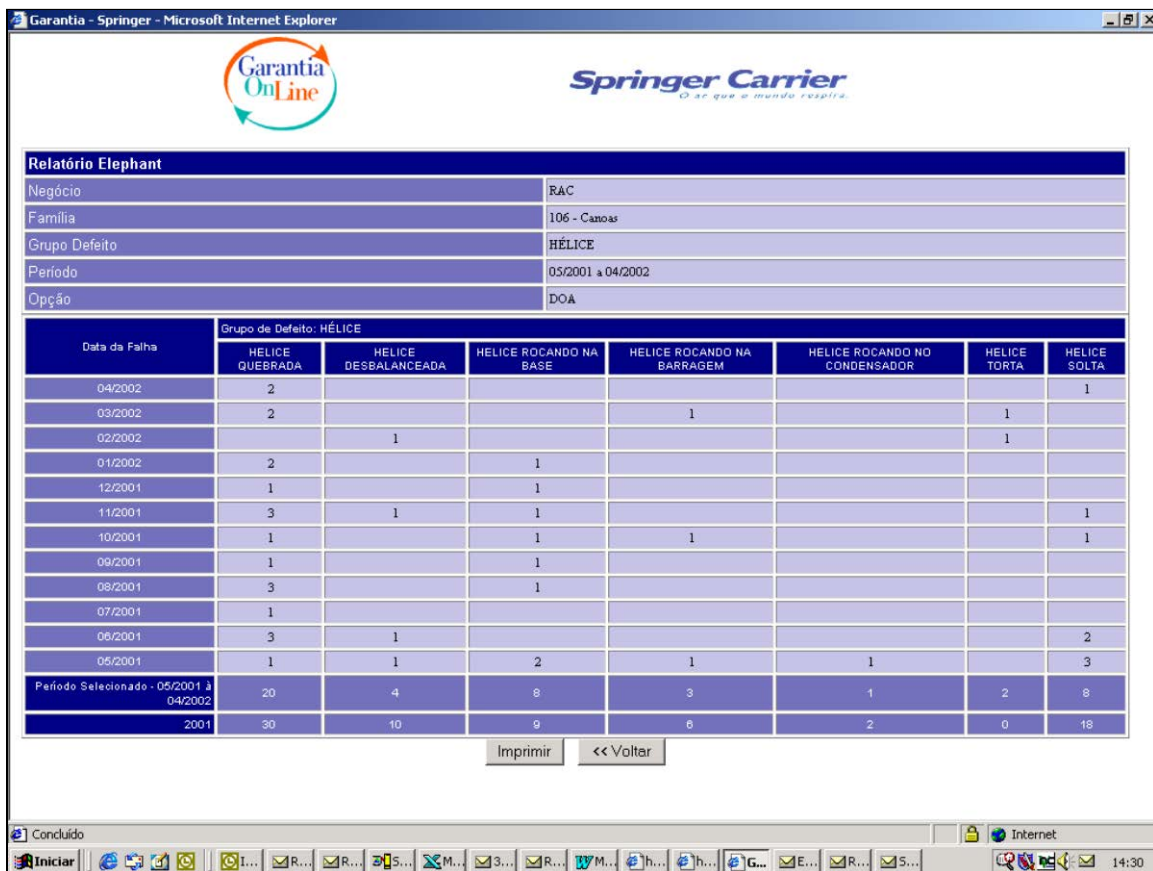 Garantia - Springer - Microsoft Internet Explorer
Garantia
OnLine
Springer Carrier
O ar que o mundo respira.
Relatório Elephant
Negócio RAC
Família 106 - Canoas
Grupo Defeito HÉLICE
Período 05/2001 a 04/2002
Opção DOA
Data da Falha Grupo de Defeito: HÉLICE
HELICE QUEBRADA HELICE DESBALANCEADA HELICE ROCANDO NA BASE HELICE ROCANDO NA BARRAGEM HELICE ROCANDO NO CONDENSADOR HELICE TORTA HELICE SOLTA
04/2002 2 1
03/2002 2 1 1
02/2002 1 1
01/2002 2 1
12/2001 1 1
11/2001 3 1 1 1
10/2001 1 1 1 1
09/2001 1 1
08/2001 3 1
07/2001 1
06/2001 3 1 2
05/2001 1 1 2 1 1 3
Período Selecionado - 05/2001 à 04/2002 20 4 8 3 1 2 8
2001 30 10 9 6 2 0 18
Imprimir << Voltar
Concluído Internet
Iniciar I... R... R... S... M... 3... R... M... h... h... G... E... R... S... 14:30